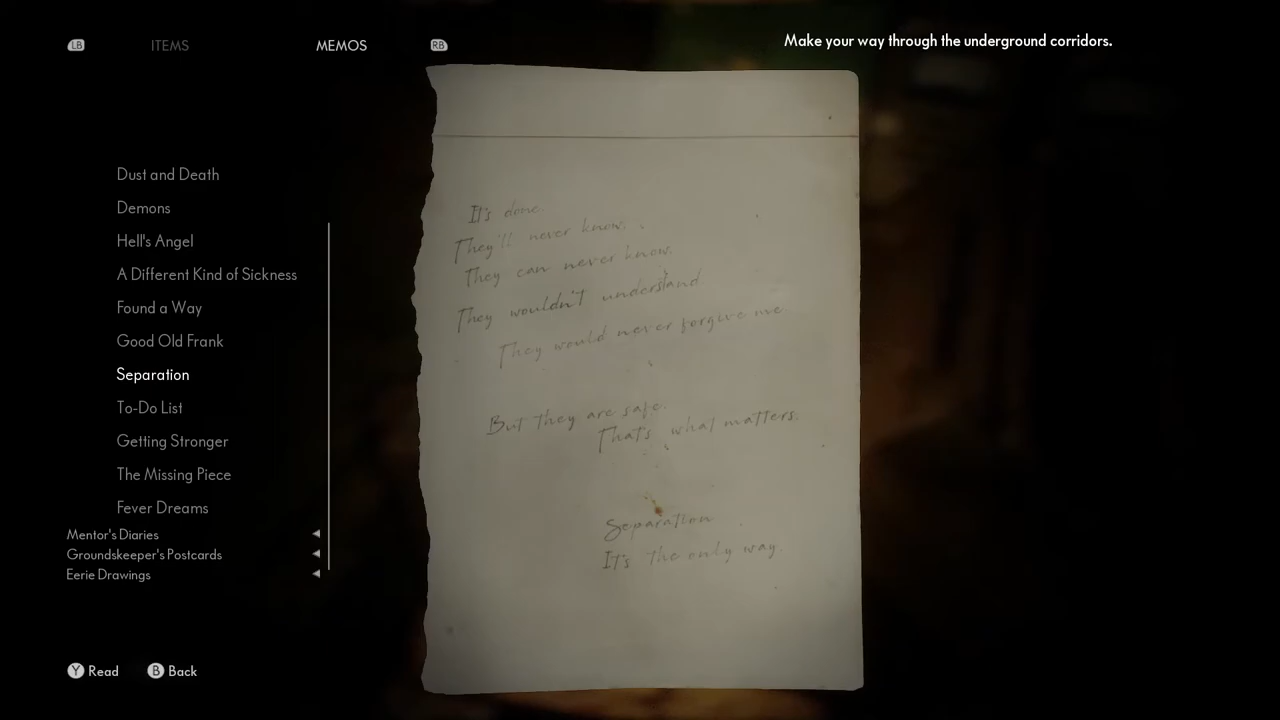 LB
ITEMS
MEMOS
RB
Make your way through the underground corridors.
Dust and Death
Demons
Hell's Angel
A Different Kind of Sickness
Found a Way
Good Old Frank
Separation
To-Do List
Getting Stronger
The Missing Piece
Fever Dreams
Mentor's Diaries
Groundskeeper's Postcards
Eerie Drawings
Y Read
B Back
It's done.
They'll never know.
They can never know.
They wouldn't understand
They would never forgive me
But they are safe.
That's what matters.
Separation
It's the only way.